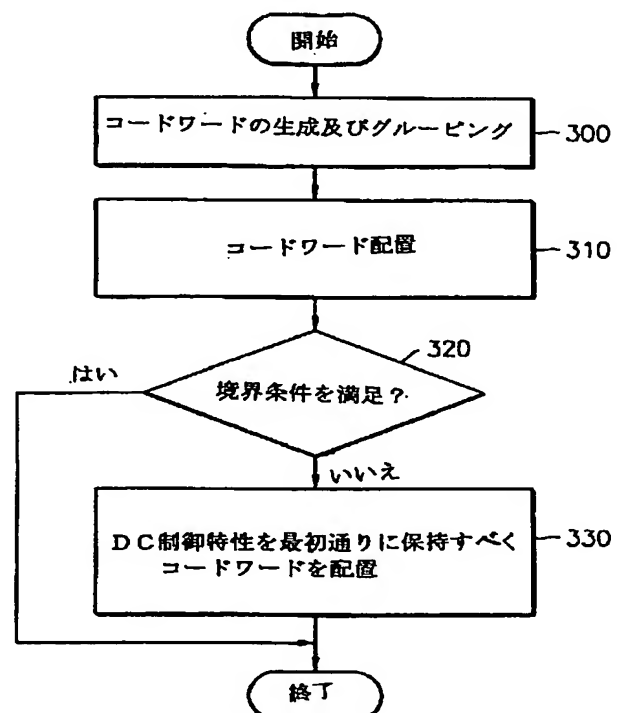 開始
コードワードの生成及びグルーピング
300
コードワード配置
310
320
はい
境界条件を満足?
いいえ
DC制御特性を最初通りに保持すべく
コードワードを配置
330
終了